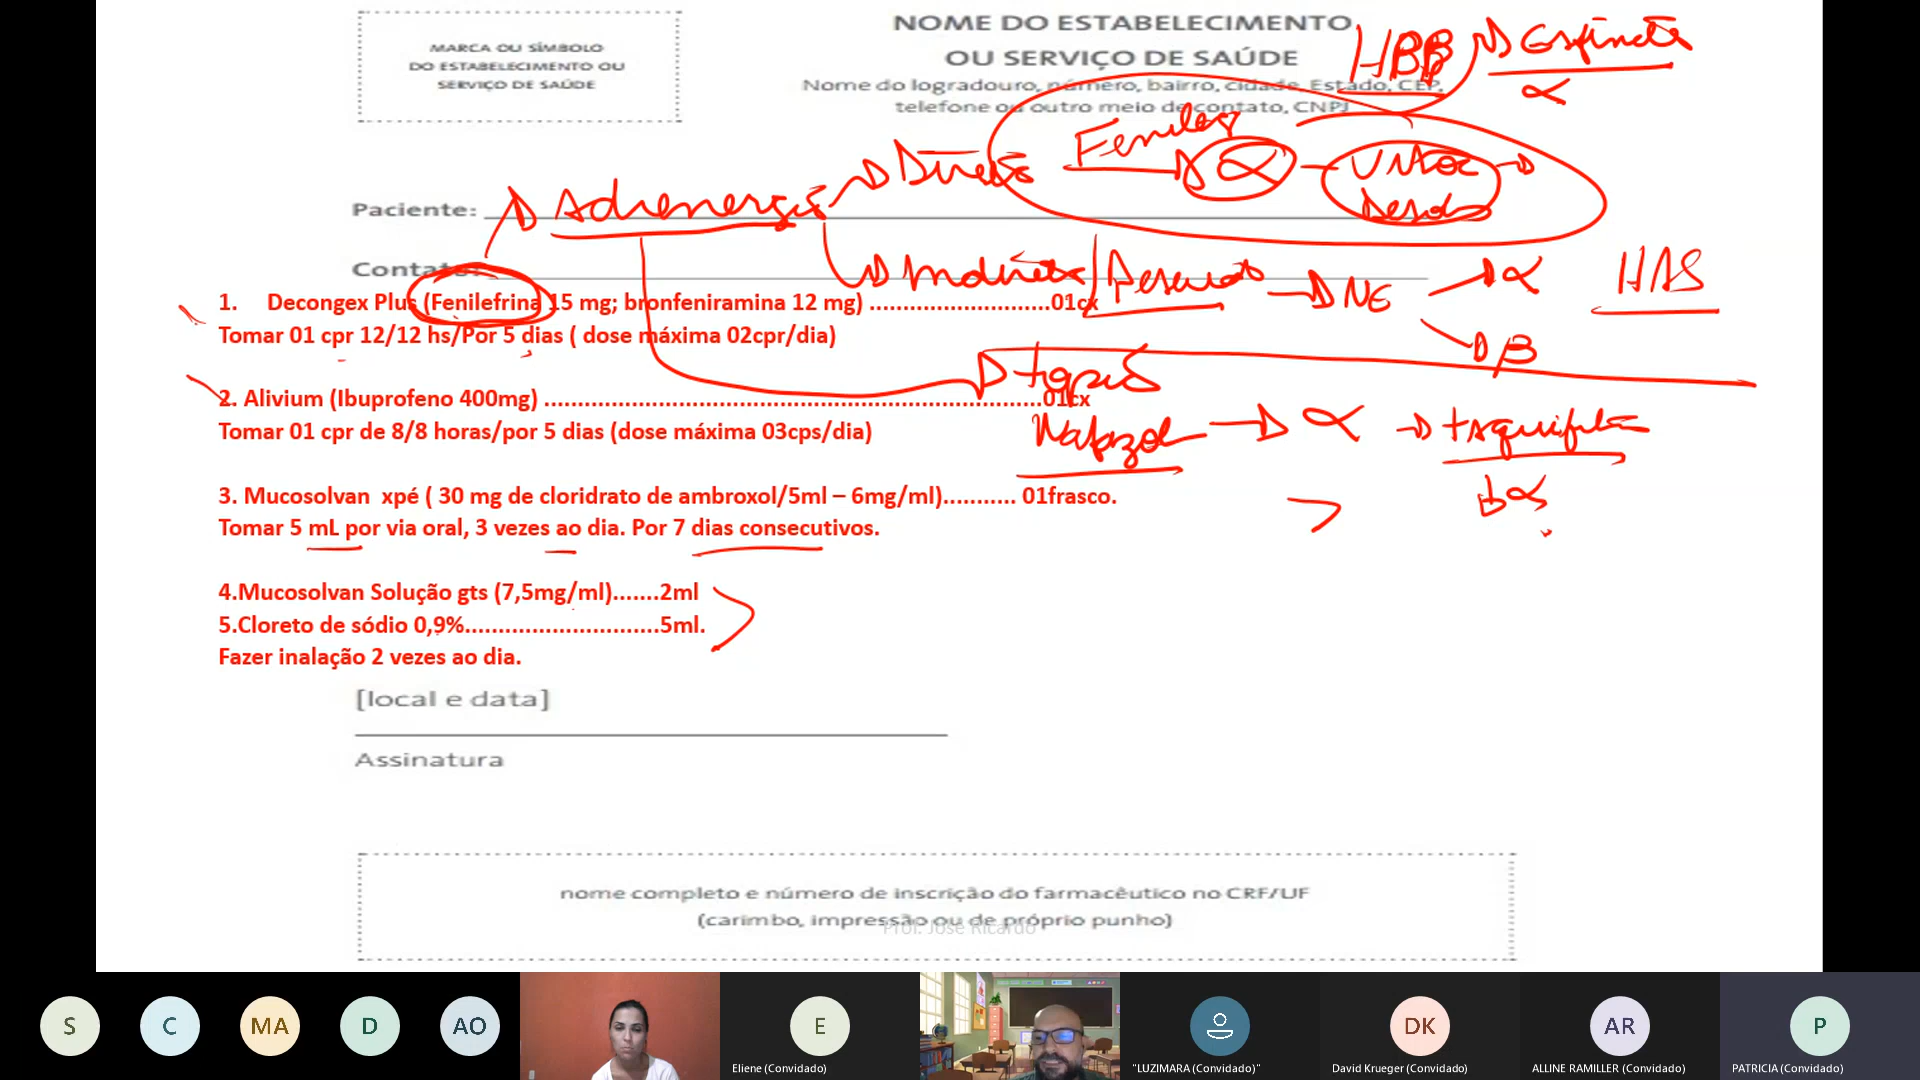 MARCA OU SÍMBOLO
DO ESTABELECIMENTO OU
SERVIÇO DE SAÚDE
NOME DO ESTABELECIMENTO
OU SERVIÇO DE SAÚDE
Nome do logradouro, número, bairro, cidade, Estado, CEP,
telefone ou outro meio de contato, CNPJ
HBB
α
α
Paciente:
Contato:
NE
α
β
HAS
1. Decongex Plus (Fenilefrina 15 mg; bronfeniramina 12 mg) ............................01cx
Tomar 01 cpr 12/12 hs/Por 5 dias ( dose máxima 02cpr/dia)
2. Alivium (Ibuprofeno 400mg) ................................................................................01cx
Tomar 01 cpr de 8/8 horas/por 5 dias (dose máxima 03cps/dia)
α
3. Mucosolvan xpé ( 30 mg de cloridrato de ambroxol/5ml – 6mg/ml)........... 01frasco.
Tomar 5 mL por via oral, 3 vezes ao dia. Por 7 dias consecutivos.
4.Mucosolvan Solução gts (7,5mg/ml).......2ml
5.Cloreto de sódio 0,9%.............................5ml.
Fazer inalação 2 vezes ao dia.
[local e data]
Assinatura
nome completo e número de inscrição do farmacêutico no CRF/UF
(carimbo, impressão ou de próprio punho)
Prof. José Ricardo
S
C
MA
D
AO
E
DK
AR
P
Eliene (Convidado)
"LUZIMARA (Convidado)"
David Krueger (Convidado)
ALLINE RAMILLER (Convidado)
PATRICIA (Convidado)